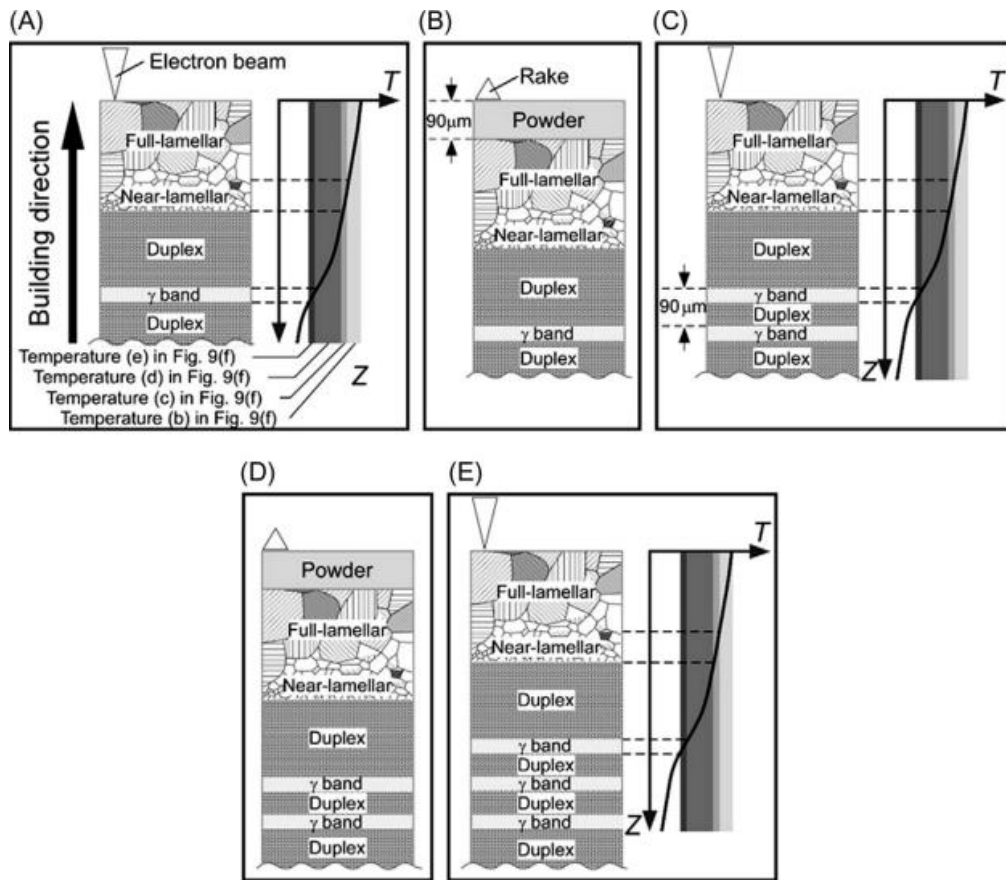 (A)
Electron beam
T
Building direction
Full-lamellar
Near-lamellar
Duplex
γ band
Duplex
Temperature (e) in Fig. 9(f)
Temperature (d) in Fig. 9(f)
Temperature (c) in Fig. 9(f)
Temperature (b) in Fig. 9(f)
Z
(B)
Rake
90μm
Powder
Full-lamellar
Near-lamellar
Duplex
γ band
Duplex
(C)
T
Full-lamellar
Near-lamellar
Duplex
γ band
90 μm
Duplex
γ band
Duplex
Z
(D)
Powder
Full-lamellar
Near-lamellar
Duplex
γ band
Duplex
γ band
Duplex
(E)
T
Full-lamellar
Near-lamellar
Duplex
γ band
Duplex
γ band
Duplex
γ band
Duplex
Z